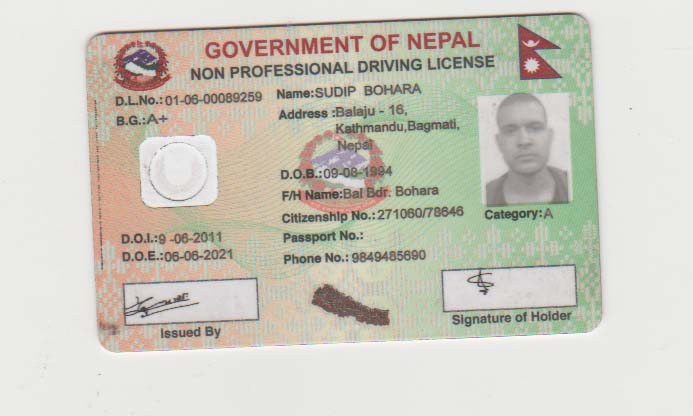 GOVERNMENT OF NEPAL
NON PROFESSIONAL DRIVING LICENSE
D.L.No.: 01-06-00089259
B.G.: A+
Name: SUDIP BOHARA
Address : Balaju - 16,
Kathmandu, Bagmati,
Nepal
D.O.B.: 09-08-1994
F/H Name: Bal Bdr. Bohara
Citizenship No.: 271060/78646
Category: A
D.O.I.: 9 -06-2011
Passport No.:
D.O.E.: 06-06-2021
Phone No.: 9849485690
Issued By
Signature of Holder